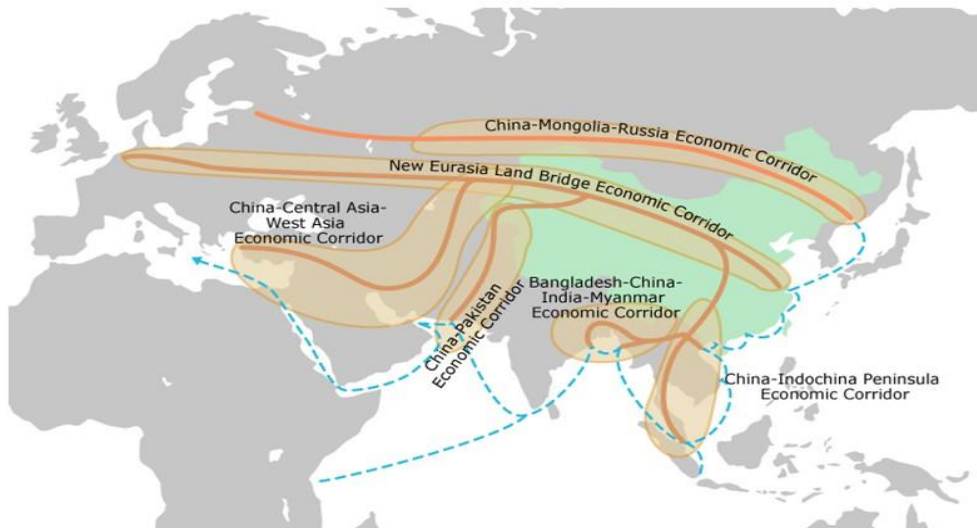 China-Mongolia-Russia Economic Corridor
New Eurasia Land Bridge Economic Corridor
China-Central Asia-
West Asia
Economic Corridor
China-Pakistan
Economic Corridor
Bangladesh-China-
India-Myanmar
Economic Corridor
China-Indochina Peninsula
Economic Corridor